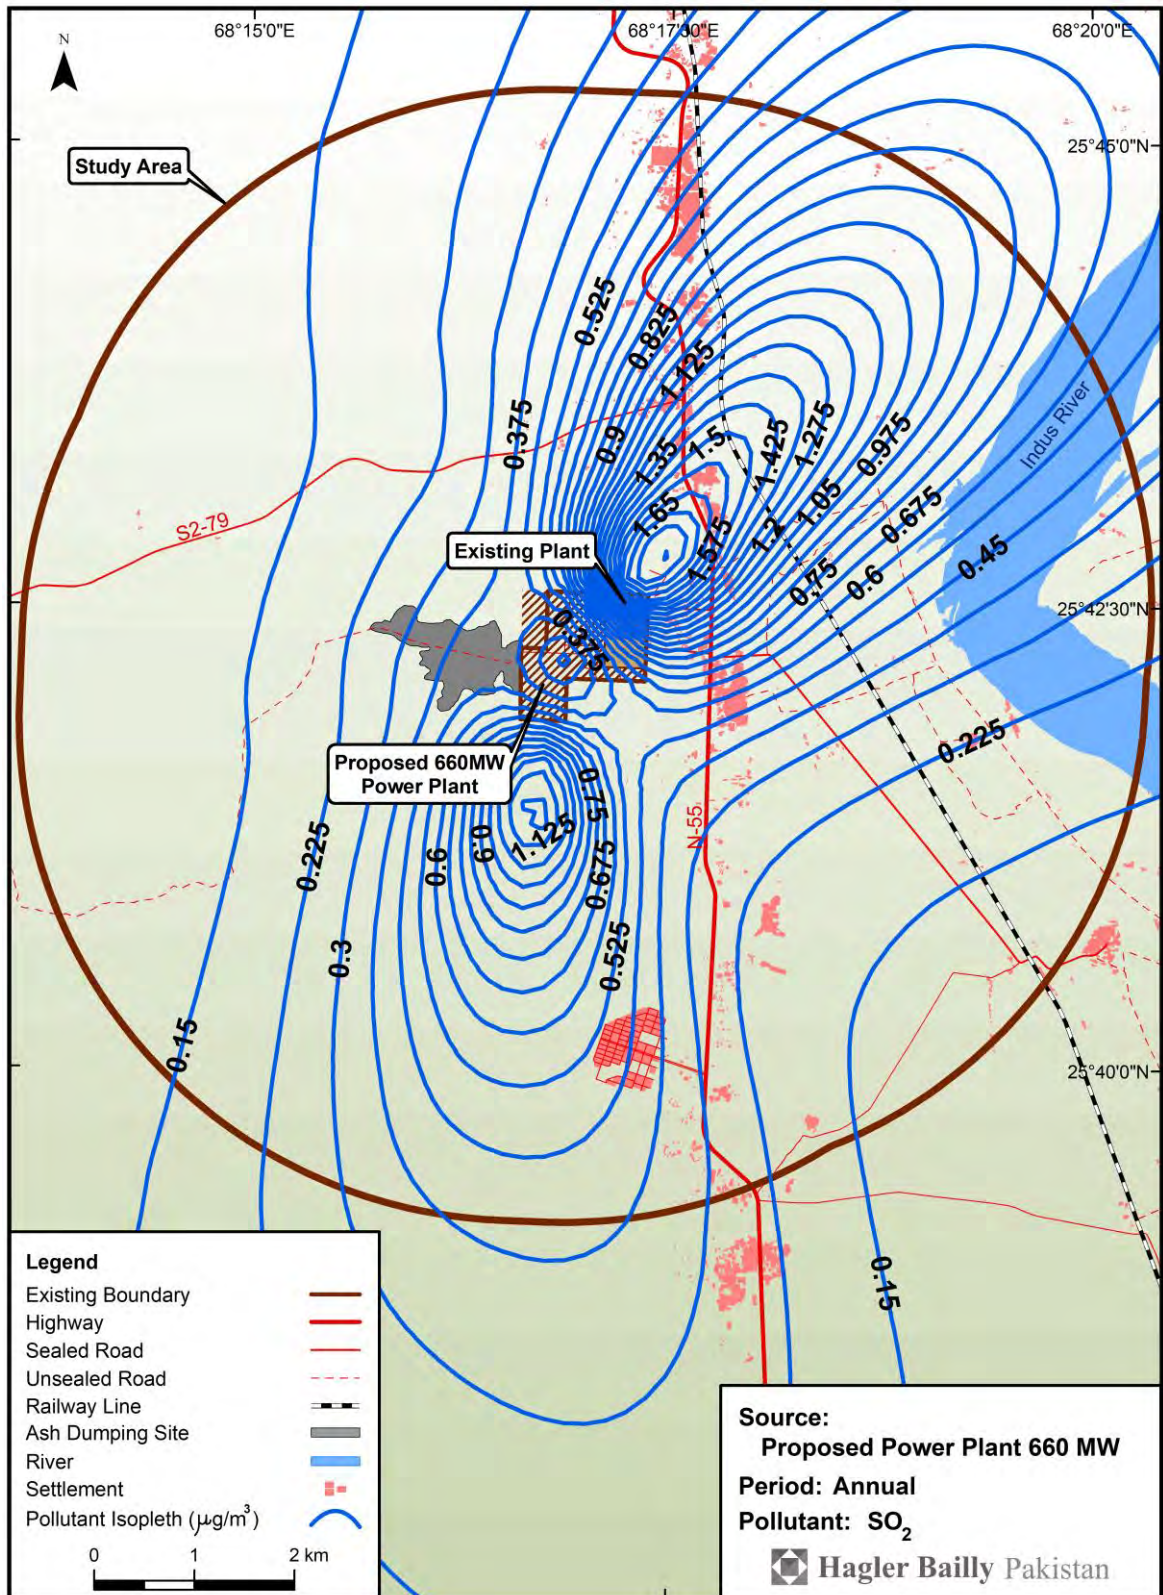 N
68°15'0"E
68°17'30"E
68°20'0"E
25°45'0"N
Study Area
0.525
0.825
1.125
0.375
0.9
1.35
1.5
1.425
1.275
0.975
Indus River
S2-79
1.65
1.575
1.2
1.05
0.675
Existing Plant
0.75
0.6
0.45
25°42'30"N
0.375
0.225
Proposed 660MW
Power Plant
0.75
0.9
1.125
N-55
0.225
0.6
0.675
0.3
0.525
0.15
25°40'0"N
0.15
Legend
Existing Boundary
Highway
Sealed Road
Unsealed Road
Railway Line
Ash Dumping Site
River
Settlement
Pollutant Isopleth (μg/m³)
0 1 2 km
Source:
Proposed Power Plant 660 MW
Period: Annual
Pollutant: SO₂
Hagler Bailly Pakistan